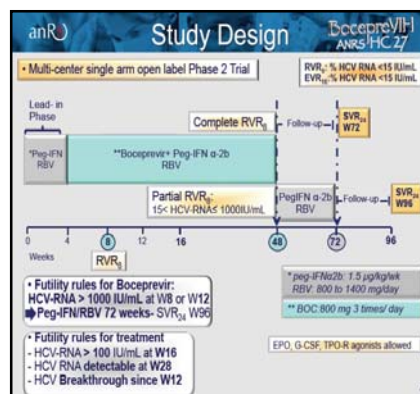 anRS
Study Design
BocepreVIH
ANRS HC 27
• Multi-center single arm open label Phase 2 Trial
RVR8: % HCV RNA <15 IU/mL
EVR16: % HCV RNA <15 IU/mL
Lead- in
Phase
Complete RVR8
Follow-up
SVR24
W72
*Peg-IFN
RBV
**Boceprevir+ Peg-IFN α-2b
RBV
Partial RVR8:
15< HCV-RNA≤ 1000IU/mL
PegIFN α-2b
RBV
Follow-up
SVR24
W96
0 4 8 12 16 48 72 96
Weeks
RVR8
• Futility rules for Boceprevir:
HCV-RNA > 1000 IU/mL at W8 or W12
➡Peg-IFN/RBV 72 weeks- SVR24 W96
* peg-IFNα2b: 1.5 µg/kg/wk
RBV: 800 to 1400 mg/day
** BOC:800 mg 3 times/ day
• Futility rules for treatment
- HCV-RNA > 100 IU/mL at W16
- HCV RNA detectable at W28
- HCV Breakthrough since W12
EPO, G-CSF, TPO-R agonists allowed